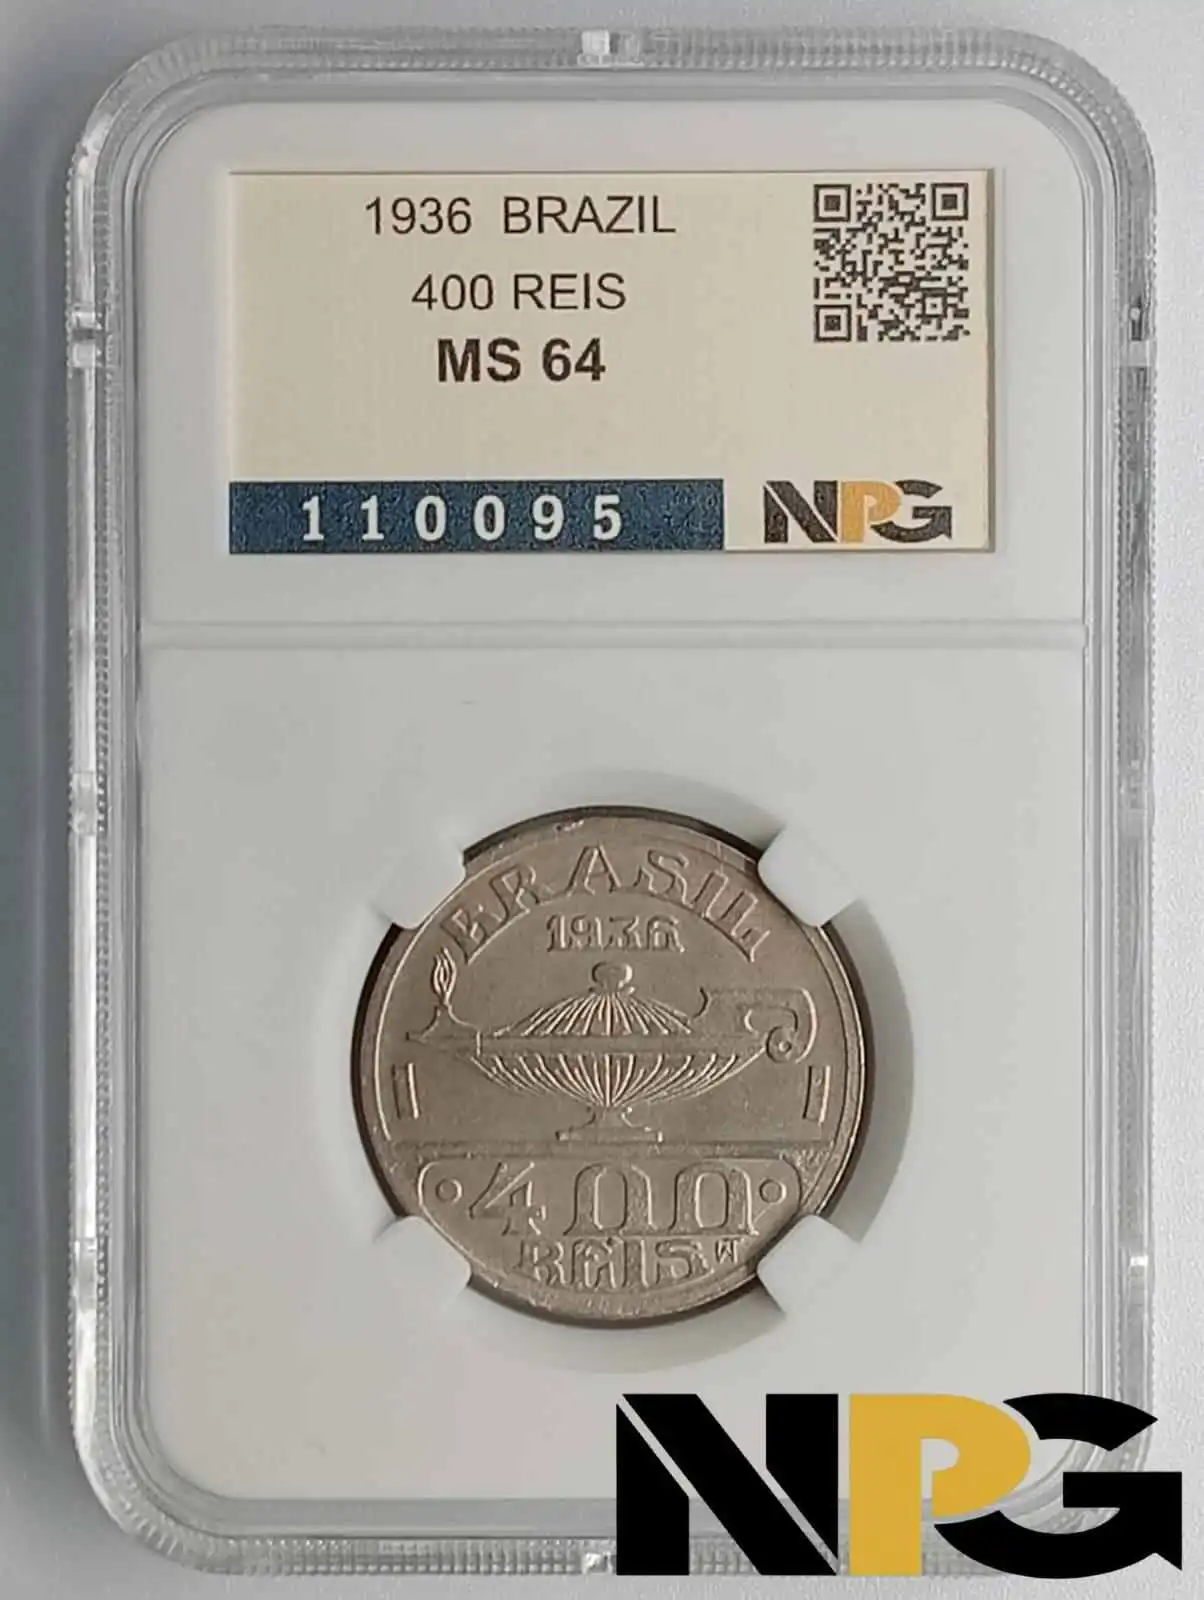 1936 BRAZIL
400 REIS
MS 64
110095
NPG
BRASIL
1936
400
REIS
NPG